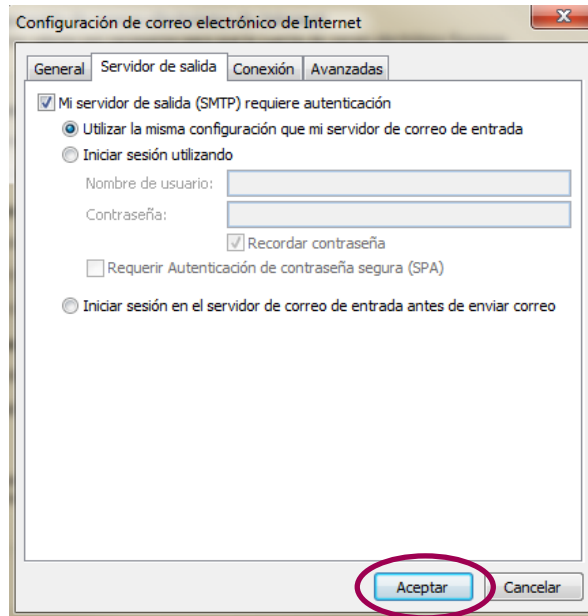 Configuración de correo electrónico de Internet
General Servidor de salida Conexión Avanzadas
Mi servidor de salida (SMTP) requiere autenticación
Utilizar la misma configuración que mi servidor de correo de entrada
Iniciar sesión utilizando
Nombre de usuario:
Contraseña:
Recordar contraseña
Requerir Autenticación de contraseña segura (SPA)
Iniciar sesión en el servidor de correo de entrada antes de enviar correo
Aceptar Cancelar